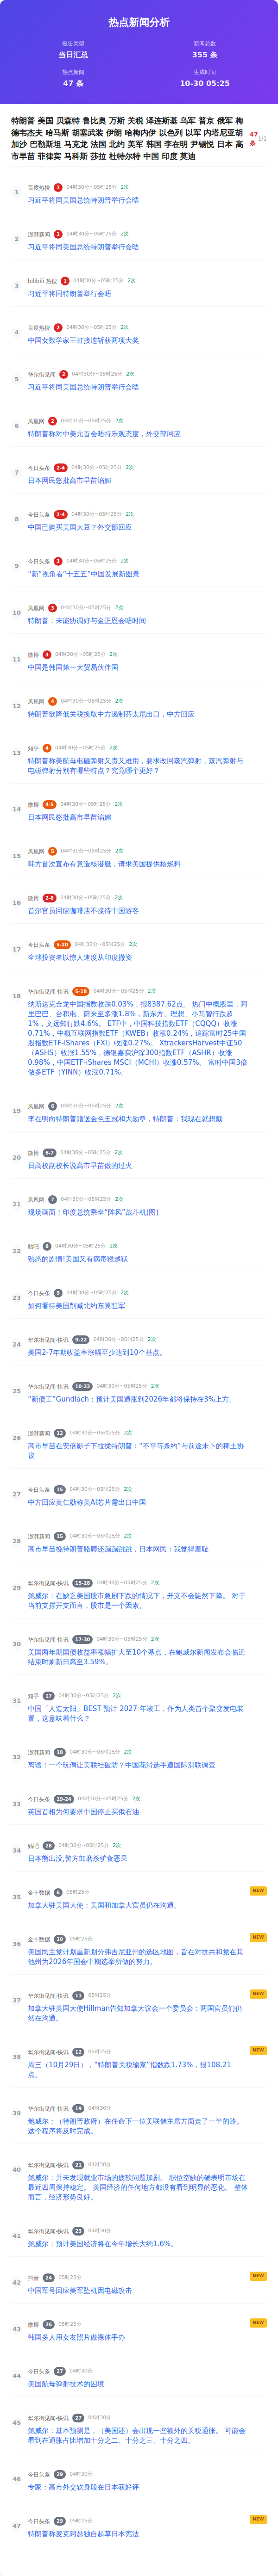 热点新闻分析
报告类型
当日汇总
新闻总数
355 条
热点新闻
47 条
生成时间
10-30 05:25
特朗普 美国 贝森特 鲁比奥 万斯 关税 泽连斯基 乌军 普京 俄军 梅
德韦杰夫 哈马斯 胡塞武装 伊朗 哈梅内伊 以色列 以军 内塔尼亚胡
加沙 巴勒斯坦 马克龙 法国 北约 美军 韩国 李在明 尹锡悦 日本 高
市早苗 菲律宾 马科斯 莎拉 杜特尔特 中国 印度 莫迪
47
条
1/1
1
百度热搜 1 04时30分~05时25分 2次
习近平将同美国总统特朗普举行会晤
2
澎湃新闻 1 04时30分~05时25分 2次
习近平将同美国总统特朗普举行会晤
3
bilibili 热搜 1 04时30分~05时25分 2次
习近平将同特朗普举行会晤
4
百度热搜 2 04时30分~05时25分 2次
中国女数学家王虹接连斩获两项大奖
5
华尔街见闻 2 04时30分~05时25分 2次
习近平将同美国总统特朗普举行会晤
6
凤凰网 2 04时30分~05时25分 2次
特朗普称对中美元首会晤持乐观态度，外交部回应
7
今日头条 2-4 04时30分~05时25分 2次
日本网民怒批高市早苗谄媚
8
今日头条 2-4 04时30分~05时25分 2次
中国已购买美国大豆？外交部回应
9
今日头条 3 04时30分~05时25分 2次
“新”视角看“十五五”中国发展新图景
10
凤凰网 3 04时30分~05时25分 2次
特朗普：未能协调好与金正恩会晤时间
11
微博 3 04时30分~05时25分 2次
中国是韩国第一大贸易伙伴国
12
凤凰网 4 04时30分~05时25分 2次
特朗普欲降低关税换取中方遏制芬太尼出口，中方回应
13
知乎 4 04时30分~05时25分 2次
特朗普称美航母电磁弹射又贵又难用，要求改回蒸汽弹射，蒸汽弹射与
电磁弹射分别有哪些特点？究竟哪个更好？
14
微博 4-5 04时30分~05时25分 2次
日本网民怒批高市早苗谄媚
15
凤凰网 5 04时30分~05时25分 2次
韩方首次宣布有意造核潜艇，请求美国提供核燃料
16
微博 2-8 04时30分~05时25分 2次
首尔官员回应咖啡店不接待中国游客
17
今日头条 5-20 04时30分~05时25分 2次
全球投资者以惊人速度从印度撤资
18
华尔街见闻-快讯 5-18 04时30分~05时25分 2次
纳斯达克金龙中国指数收跌0.03%，报8387.62点。 热门中概股里，阿
里巴巴、台积电、蔚来至多涨1.8%，新东方、理想、小马智行跌超
1%，文远知行跌4.6%。 ETF中，中国科技指数ETF（CQQQ）收涨
0.71%，中概互联网指数ETF（KWEB）收涨0.24%，追踪富时25中国
股指数ETF-iShares（FXI）收涨0.27%。 XtrackersHarvest中证50
（ASHS）收涨1.55%，德银嘉实沪深300指数ETF（ASHR）收涨
0.98%，中国ETF-iShares MSCI（MCHI）收涨0.57%。富时中国3倍
做多ETF（YINN）收涨0.71%。
19
凤凰网 6 04时30分~05时25分 2次
李在明向特朗普赠送金色王冠和大勋章，特朗普：我现在就想戴
20
微博 6-7 04时30分~05时25分 2次
日高校副校长说高市早苗做的过火
21
凤凰网 7 04时30分~05时25分 2次
现场画面！印度总统乘坐“阵风”战斗机(图)
22
贴吧 8 04时30分~05时25分 2次
熟悉的剧情!美国又有病毒猴越狱
23
今日头条 9 04时30分~05时25分 2次
如何看待美国削减北约东翼驻军
24
华尔街见闻-快讯 9-22 04时30分~05时25分 2次
美国2-7年期收益率涨幅至少达到10个基点。
25
华尔街见闻-快讯 10-23 04时30分~05时25分 2次
“新债王”Gundlach：预计美国通胀到2026年都将保持在3%上方。
26
澎湃新闻 12 04时30分~05时25分 2次
高市早苗在安倍影子下拉拢特朗普：“不平等条约”与前途未卜的稀土协
议
27
今日头条 15 04时30分~05时25分 2次
中方回应黄仁勋称美AI芯片需出口中国
28
澎湃新闻 15 04时30分~05时25分 2次
高市早苗挽特朗普胳膊还蹦蹦跳跳，日本网民：我觉得羞耻
29
华尔街见闻-快讯 15-28 04时30分~05时25分 2次
鲍威尔：在缺乏美国股市急剧下跌的情况下，开支不会陡然下降。 对于
当前支撑开支而言，股市是一个因素。
30
华尔街见闻-快讯 17-30 04时30分~05时25分 2次
美国两年期国债收益率涨幅扩大至10个基点，在鲍威尔新闻发布会临近
结束时刷新日高至3.59%。
31
知乎 17 04时30分~05时25分 2次
中国「人造太阳」BEST 预计 2027 年竣工，作为人类首个聚变发电装
置，这意味着什么？
32
澎湃新闻 18 04时30分~05时25分 2次
离谱！一个玩偶让美联社破防？中国花滑选手遭国际滑联调查
33
今日头条 19-24 04时30分~05时25分 2次
英国首相为何要求中国停止买俄石油
34
贴吧 28 04时30分~05时25分 2次
日本熊出没,警方卸磨杀驴食恶果
35
金十数据 6 05时25分
NEW
加拿大驻美国大使：美国和加拿大官员仍在沟通。
36
金十数据 10 05时25分
NEW
美国民主党计划重新划分弗吉尼亚州的选区地图，旨在对抗共和党在其
他州为2026年国会中期选举所做的努力。
37
华尔街见闻-快讯 11 05时25分
NEW
加拿大驻美国大使Hillman告知加拿大议会一个委员会：两国官员们仍
然在沟通。
38
华尔街见闻-快讯 12 05时25分
NEW
周三（10月29日），“特朗普关税输家”指数跌1.73%，报108.21
点。
39
华尔街见闻-快讯 19 04时30分
鲍威尔：（特朗普政府）在任命下一位美联储主席方面走了一半的路。
这个程序将及时完成。
40
华尔街见闻-快讯 21 04时30分
鲍威尔：并未发现就业市场的疲软问题加剧。 职位空缺的确表明市场在
最近四周保持稳定。 美国经济的任何地方都没有看到明显的恶化。 整体
而言，经济形势良好。
41
华尔街见闻-快讯 23 04时30分
鲍威尔：预计美国经济将在今年增长大约1.6%。
42
抖音 24 05时25分
NEW
中国军号回应美军坠机因电磁攻击
43
微博 26 05时25分
NEW
韩国多人用女友照片做裸体手办
44
今日头条 27 04时30分
美国航母弹射技术的困境
45
华尔街见闻-快讯 27 04时30分
鲍威尔：基本预测是，（美国还）会出现一些额外的关税通胀。 可能会
看到在通胀占比增加十分之二、十分之三、十分之四。
46
今日头条 29 04时30分
专家：高市外交软身段在日本获好评
47
今日头条 29 05时25分
NEW
特朗普称麦克阿瑟独自起草日本宪法